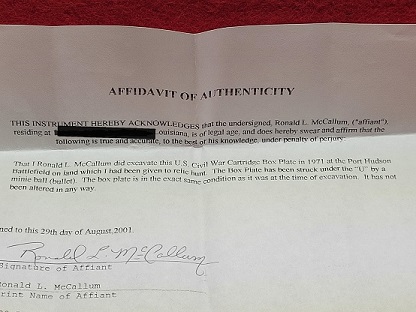 AFFIDAVIT OF AUTHENTICITY
THIS INSTRUMENT HEREBY ACKNOWLEDGES that the undersigned, Ronald L. McCallum, ("affiant"),
residing at ouisiana, is of legal age, and does hereby swear and affirm that the
following is true and accurate, to the best of his knowledge, under penalty of perjury:
That I Ronald L. McCallum did excavate this U.S. Civil War Cartridge Box Plate in 1971 at the Port Hudson
Battlefield on land which I had been given to relic hunt. The Box Plate has been struck under the "U" by a
minie ball (bullet). The box plate is in the exact same condition as it was at time of excavation. It has not
been altered in any way.
ned to this 29th day of August,2001.
Ronald L. McCallum
Signature of Affiant
onald L. McCallum
rint Name of Affiant